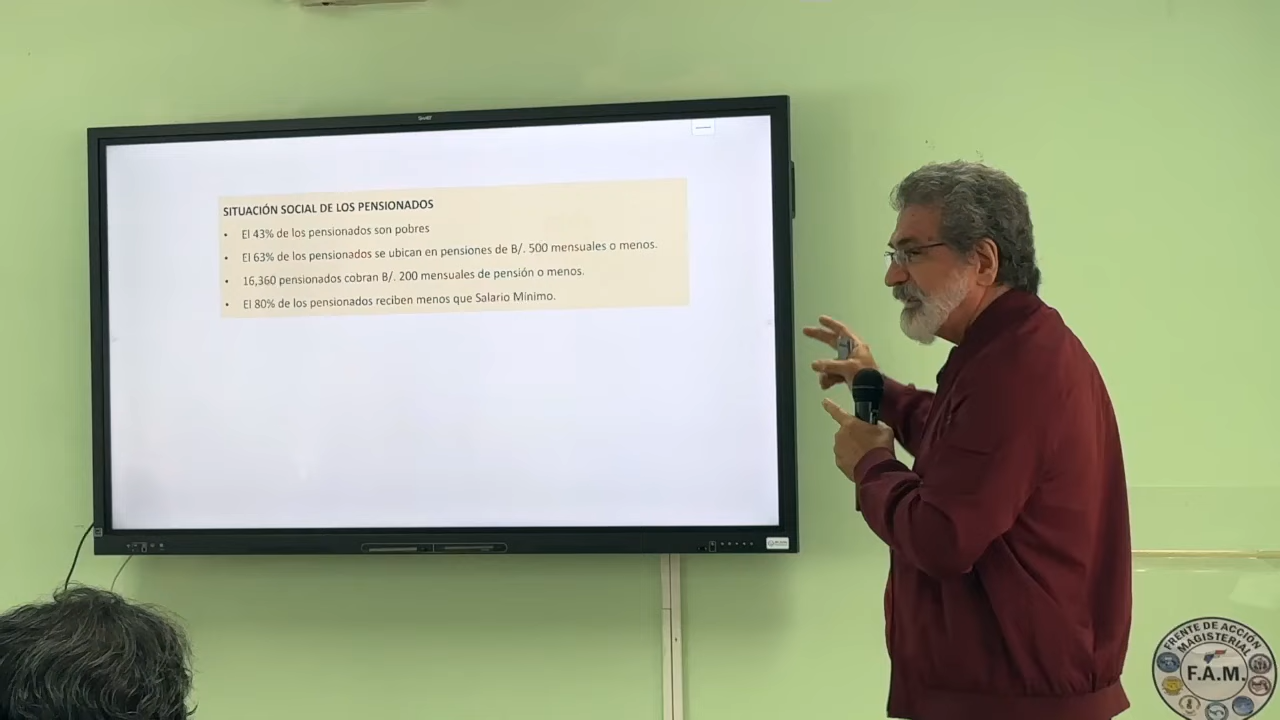 SMART
SITUACIÓN SOCIAL DE LOS PENSIONADOS
• El 43% de los pensionados son pobres
• El 63% de los pensionados se ubican en pensiones de B/. 500 mensuales o menos.
• 16,360 pensionados cobran B/. 200 mensuales de pensión o menos.
• El 80% de los pensionados reciben menos que Salario Mínimo.
FRENTE DE ACCIÓN
MAGISTERIAL
F.A.M.